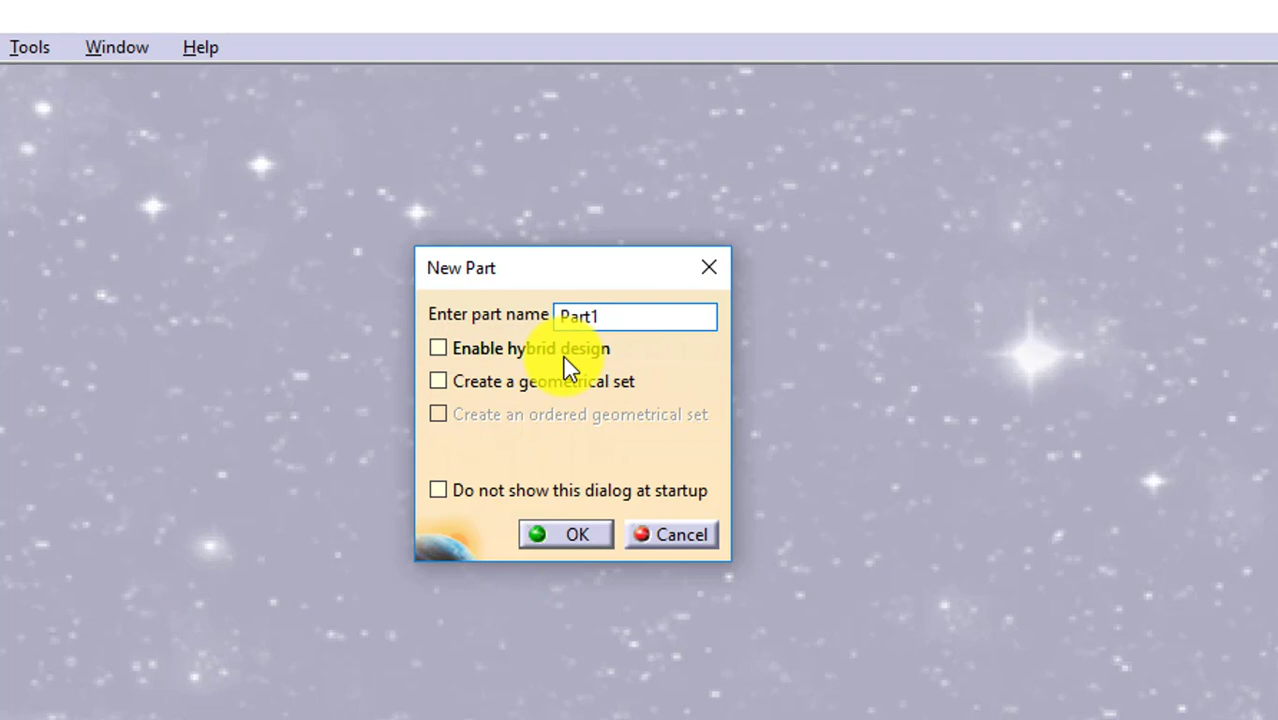 Tools Window Help
New Part
Enter part name Part1
Enable hybrid design
Create a geometrical set
Create an ordered geometrical set
Do not show this dialog at startup
OK Cancel